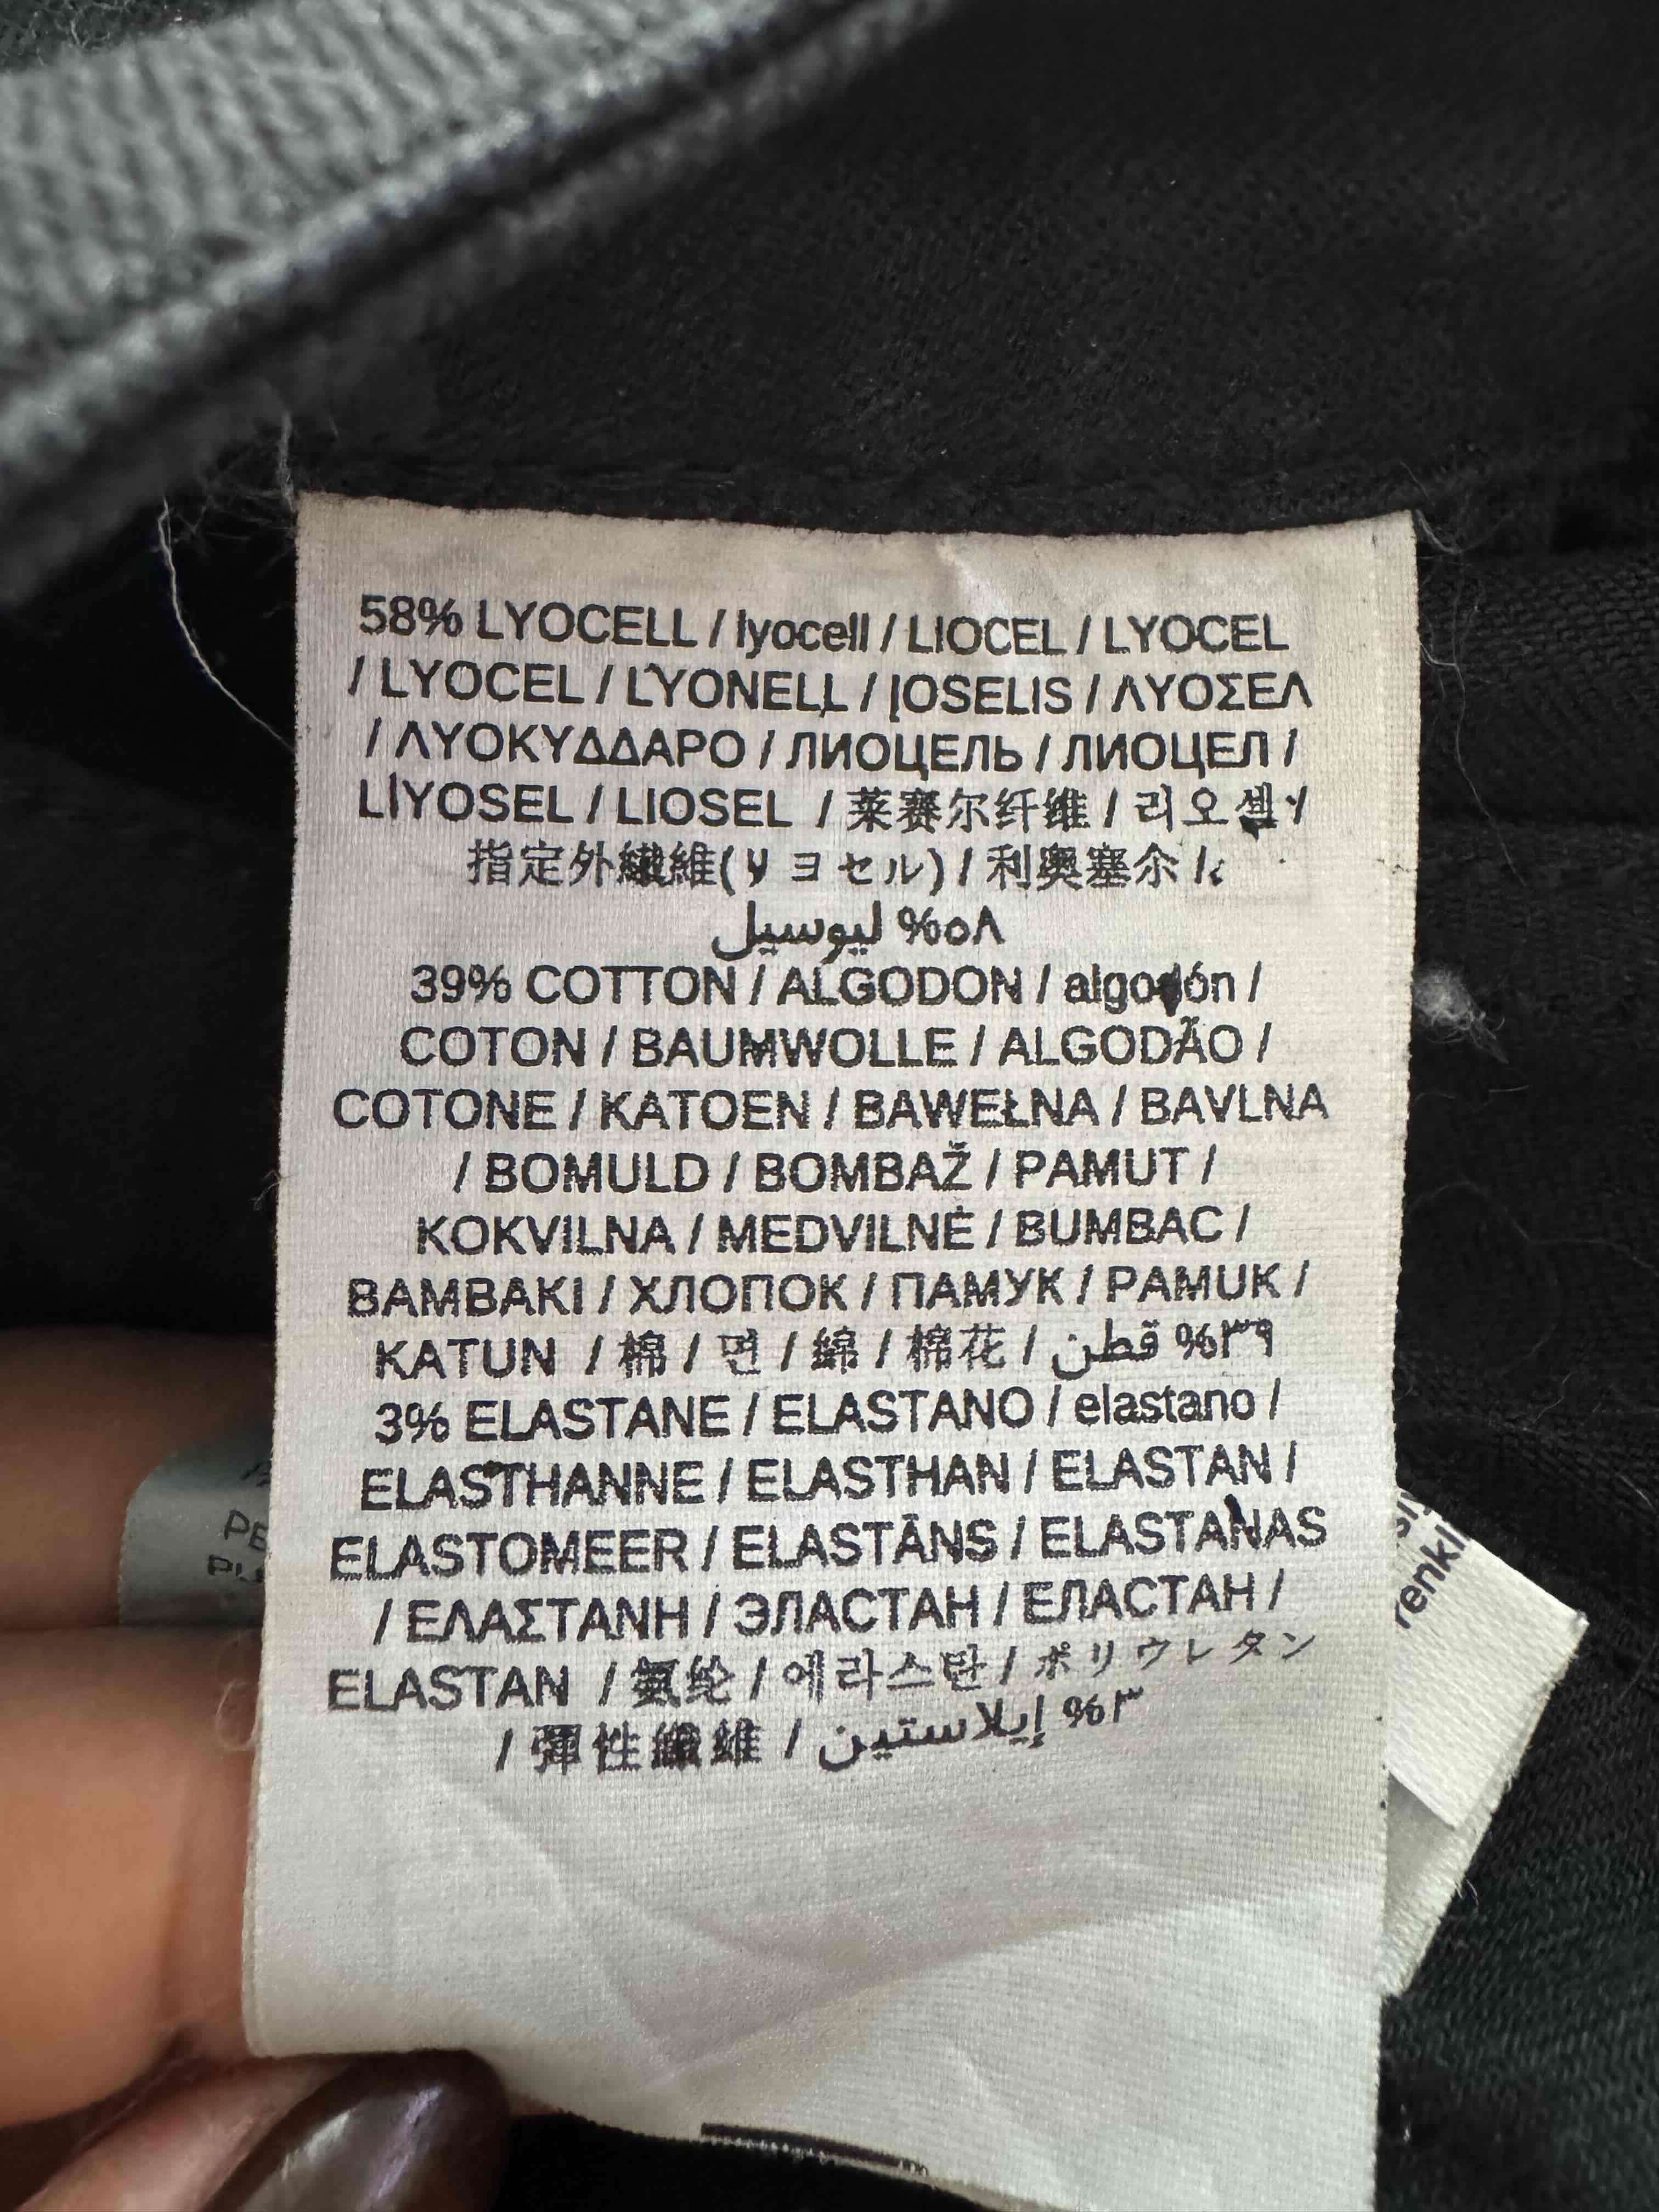 58% LYOCELL / lyocell / LIOCEL / LYOCEL
/ LYOCEL / LYONELL / ĮOSELIS / ΛΥΟΣΕΛ
/ ΛΥΟΚΥΔΔΑΡΟ / ЛИОЦЕЛЬ / ЛИОЦЕЛ /
LİYOSEL / LIOSEL / 莱赛尔纤维 / 리오셀 /
指定外繊維(リヨセル) / 利奧塞尔 /
٥٨% ليوسيل
39% COTTON / ALGODON / algodón /
COTON / BAUMWOLLE / ALGODÃO /
COTONE / KATOEN / BAWEŁNA / BAVLNA
/ BOMULD / BOMBAŽ / PAMUT /
KOKVILNA / MEDVILNĖ / BUMBAC /
BAMBAKI / ХЛОПОК / ПАМУК / PAMUK /
KATUN / 棉 / 면 / 綿 / 棉花 / ٣٩% قطن
3% ELASTANE / ELASTANO / elastano /
ELASTHANNE / ELASTHAN / ELASTAN /
ELASTOMEER / ELASTĀNS / ELASTANAS
/ ΕΛΑΣΤΑΝΗ / ЭЛАСТАН / ЕЛАСТАН /
ELASTAN / 氨纶 / 에라스탄 / ポリウレタン
/ 彈性纖維 / ٣% إيلاستين
renkli